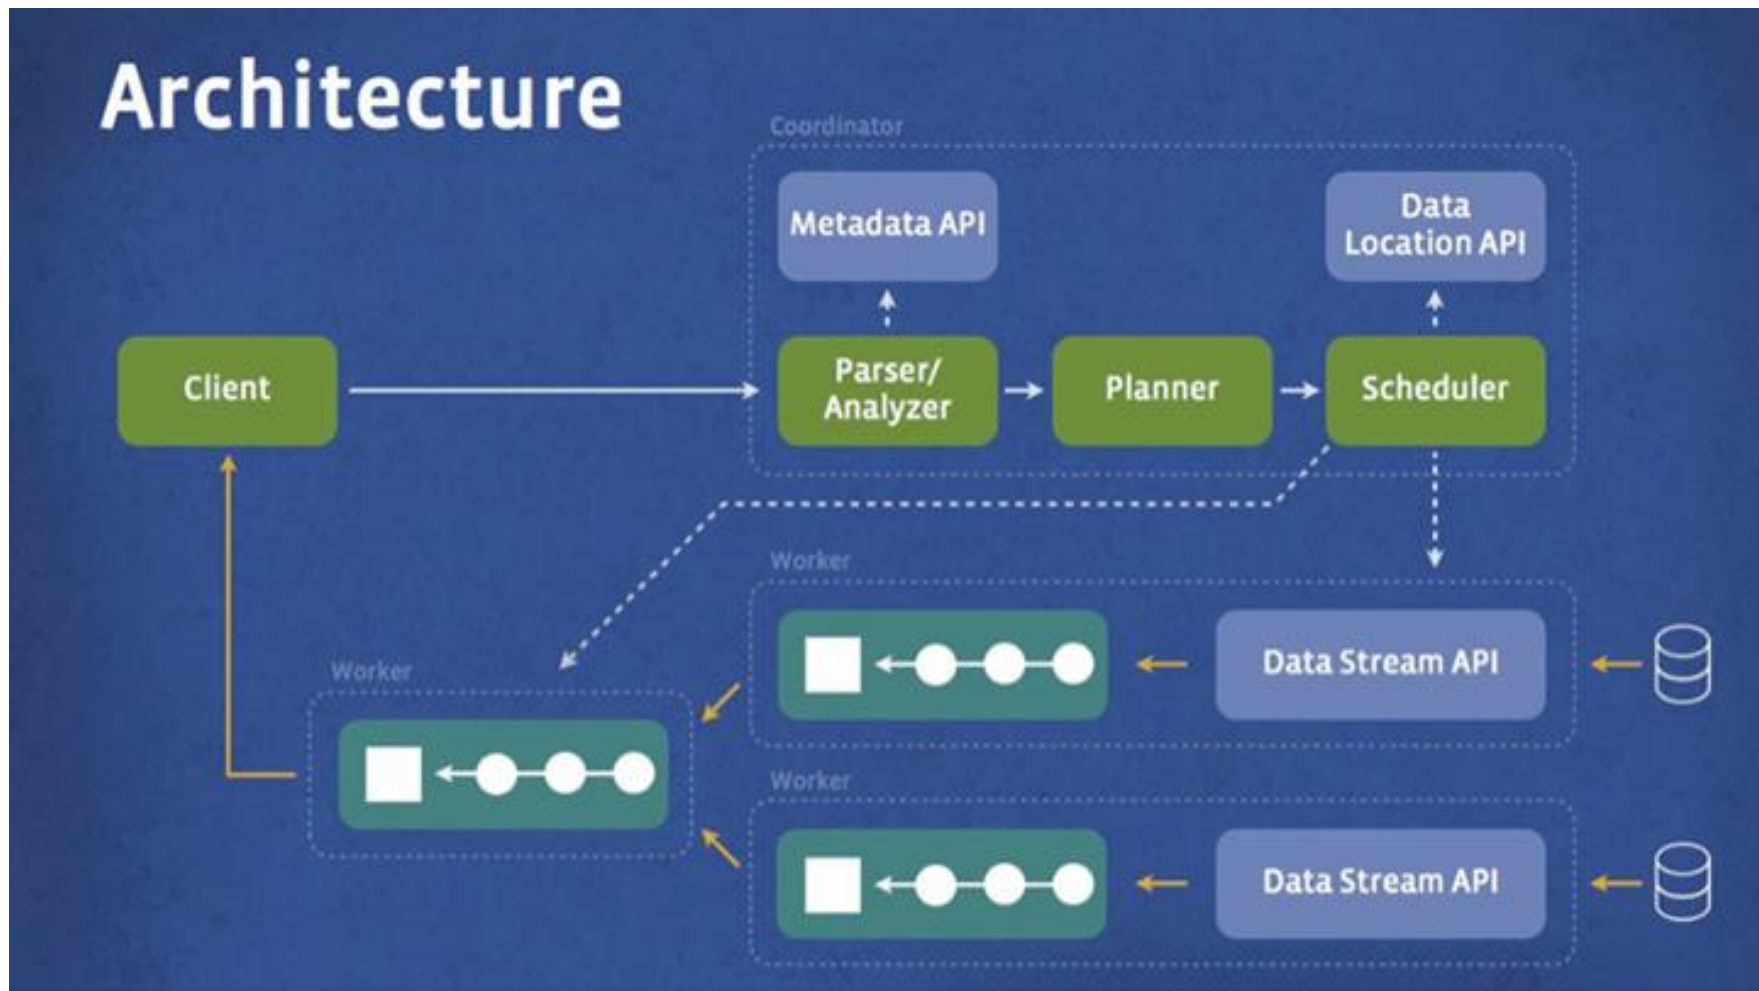 Architecture
Coordinator
Metadata API
Data
Location API
Client
Parser/
Analyzer
Planner
Scheduler
Worker
Data Stream API
Worker
Worker
Data Stream API